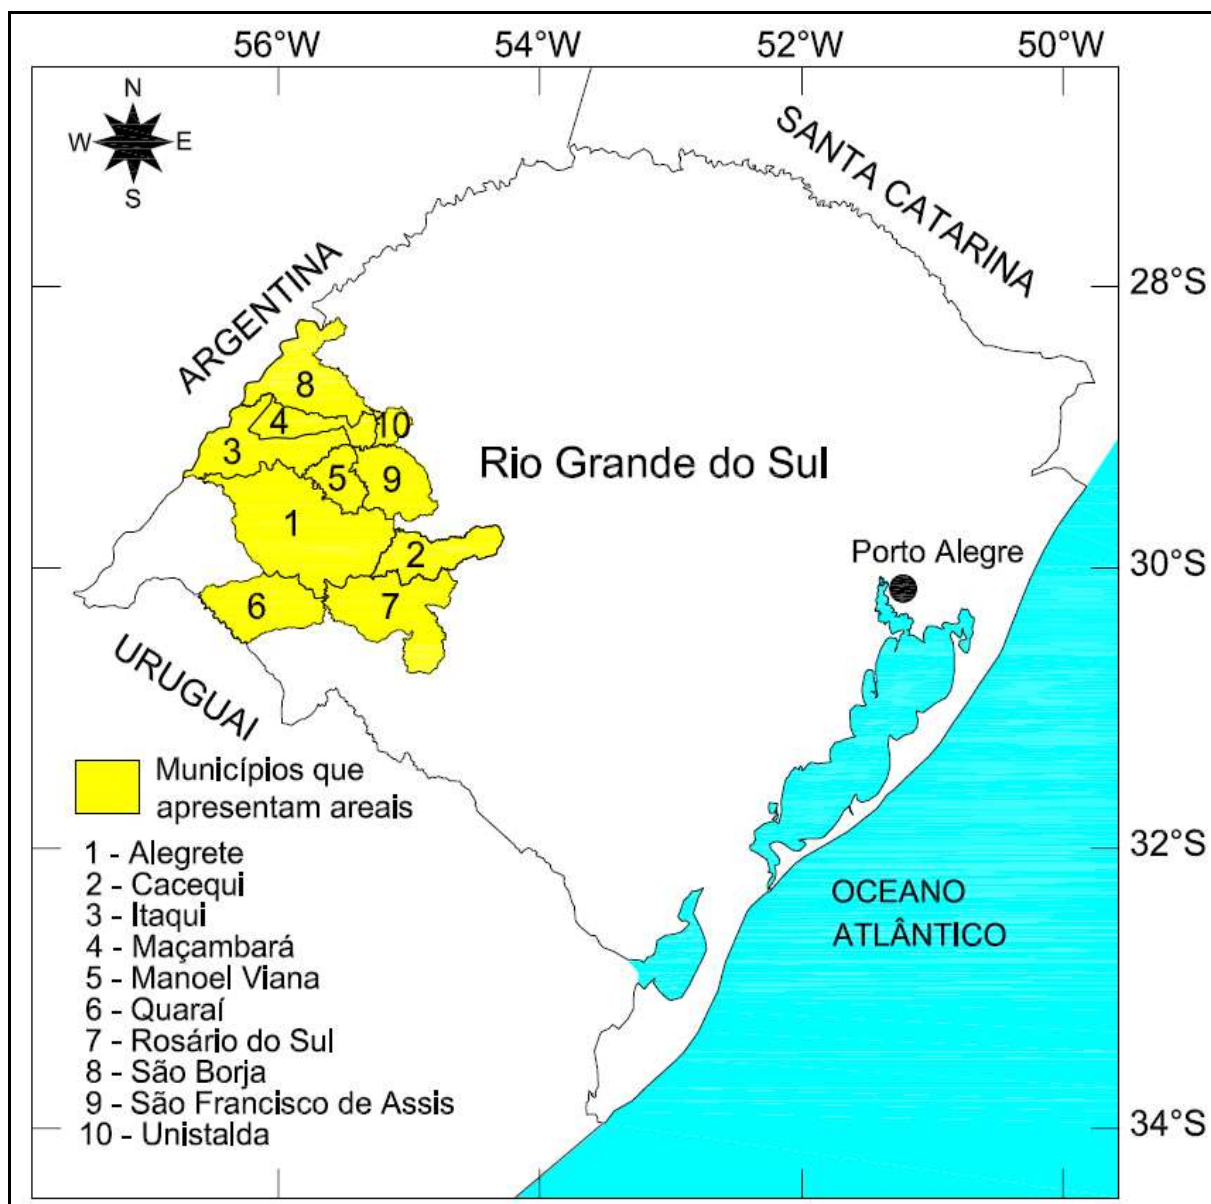 56°W 54°W 52°W 50°W
N
W E
S
SANTA CATARINA
ARGENTINA
28°S
8
4 10
3
Rio Grande do Sul
5 9
1
2
Porto Alegre
30°S
6 7
URUGUAI
Municípios que
apresentam areais
1 - Alegrete
2 - Cacequi
3 - Itaqui
4 - Maçambará
5 - Manoel Viana
6 - Quaraí
7 - Rosário do Sul
8 - São Borja
9 - São Francisco de Assis
10 - Unistalda
32°S
OCEANO
ATLÂNTICO
34°S